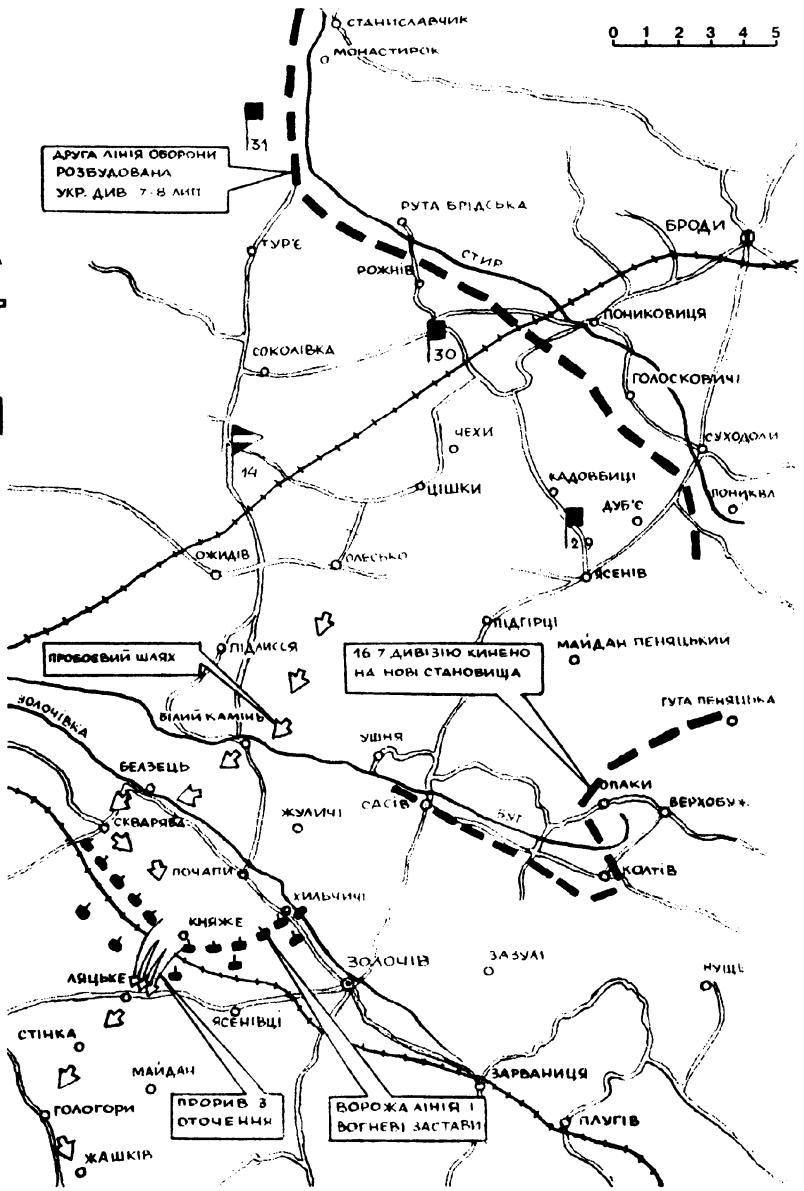 СТАНИСЛАВЧИК
0 1 2 3 4 5
МОНАСТИРОК
31
ДРУГА ЛІНІЯ ОБОРОНИ
РОЗБУДОВАНА
УКР. ДИВ 7-8 ЛИП
РУТА БРІДСЬКА
БРОДИ
ТУР'Є
СТИР
РОЖНІВ
ПОНИКОВИЦЯ
30
СОКОЛІВКА
ГОЛОСКОВИЧІ
ЧЕХИ
СУХОДОЛИ
14
ЦІШКИ
КАДОВБИЦІ
ПОНИКВА
ДУБ'Є
29
ОЖИДІВ
ОЛЕСЬКО
ЯСЕНІВ
ПІДГІРЦІ
ПІДЛИССЯ
ПРОБОЄВИЙ ШЛЯХ
16 7 ДИВІЗІЮ КИНЕНО
НА НОВІ СТАНОВИЩА
МАЙДАН ПЕНЯЦЬКИЙ
ГУТА ПЕНЯЦЬКА
ЗОЛОЧІВКА
БІЛИЙ КАМІНЬ
УШНЯ
БЕЛЗЕЦЬ
ПАКИ
САСІВ
БУГ
ВЕРХОБУЖ.
СКВАРЯВА
ЖУЛИЧІ
ПОЧАПИ
КОЛТІВ
ХИЛЬЧИЧІ
КНЯЖЕ
ЗОЛОЧІВ
ЗАЗУЛІ
НУЩЕ
ЛЯЦЬКЕ
ЯСЕНІВЦІ
СТІНКА
МАЙДАН
ЗАРВАНИЦЯ
ПРОРИВ З
ОТОЧЕННЯ
ВОРОЖА ЛІНІЯ І
ВОГНЕВІ ЗАСТАВИ
ГОЛОГОРИ
ПЛУГІВ
ЖАШКІВ